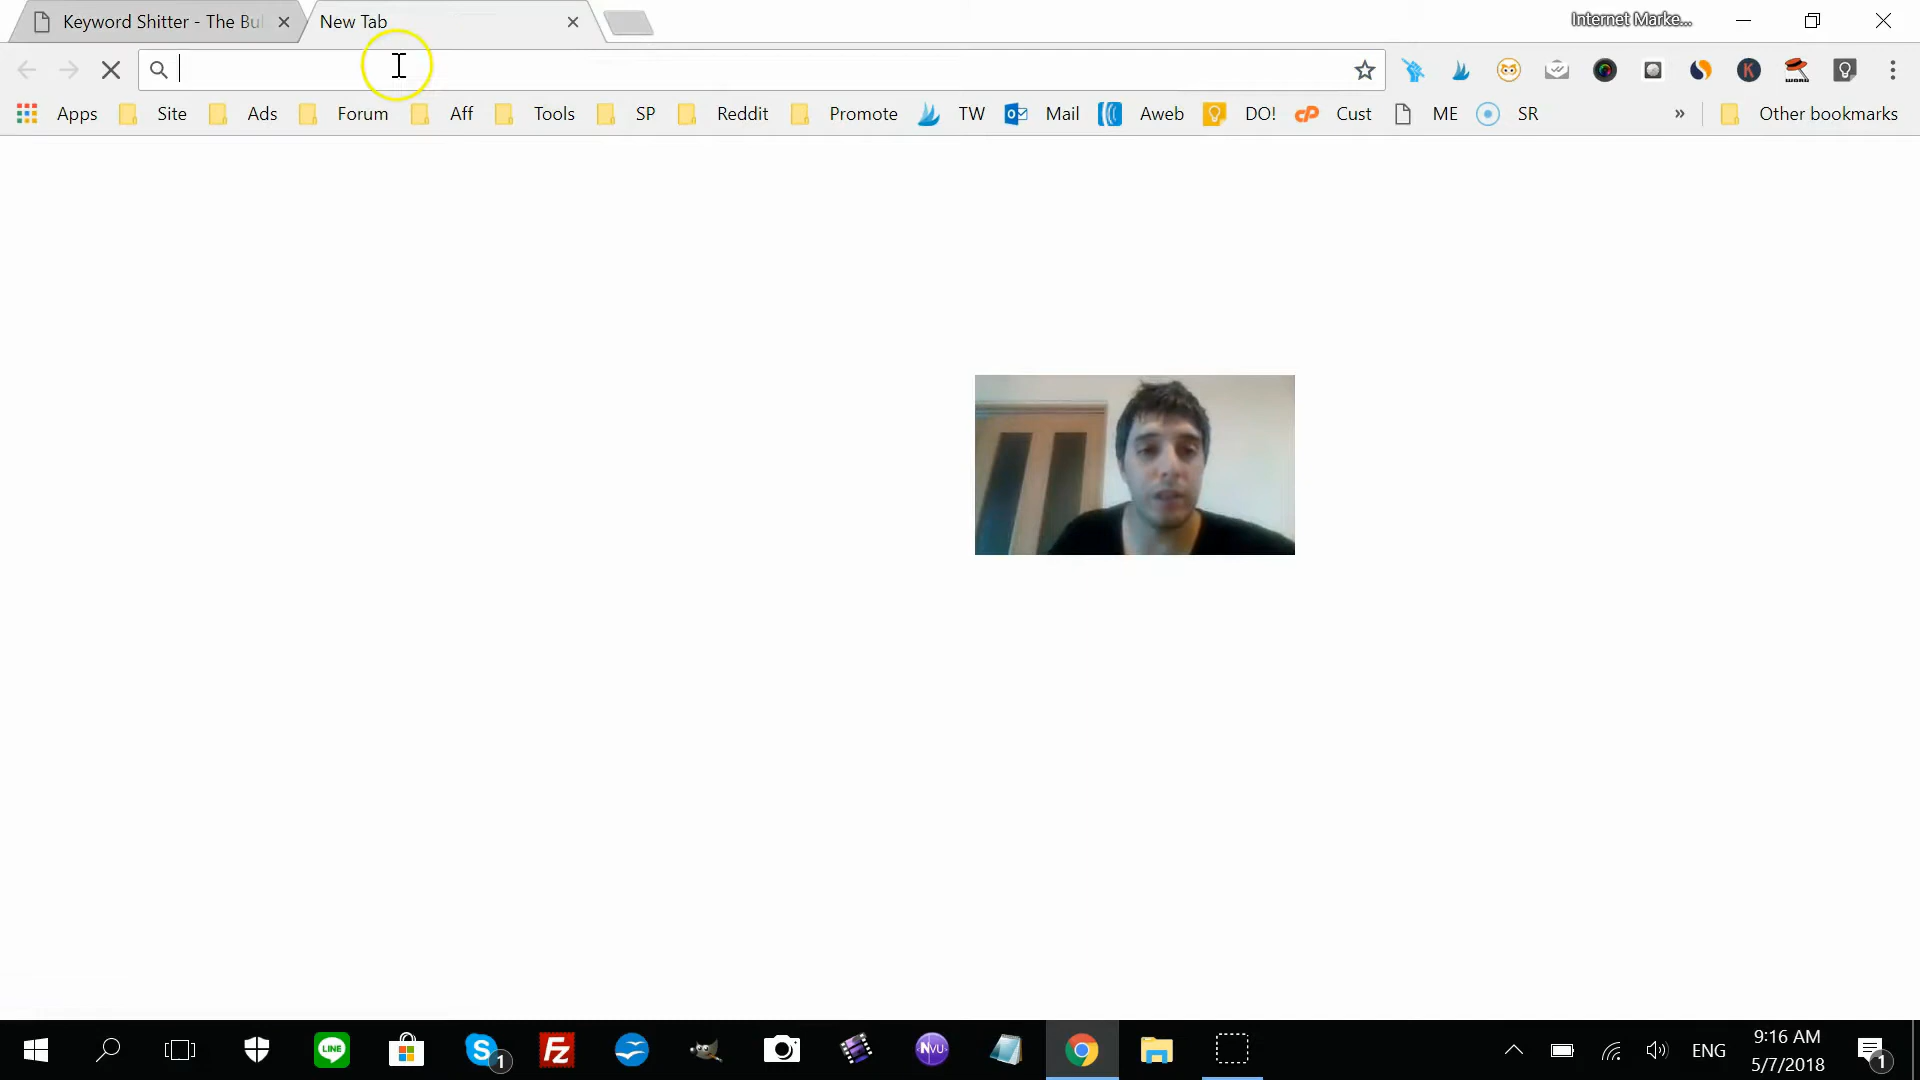 Keyword Shitter - The Bul
New Tab
Internet Marke...
Apps
Site
Ads
Forum
Aff
Tools
SP
Reddit
Promote
TW
Mail
Aweb
DO!
Cust
ME
SR
»
Other bookmarks
9:16 AM
ENG
5/7/2018